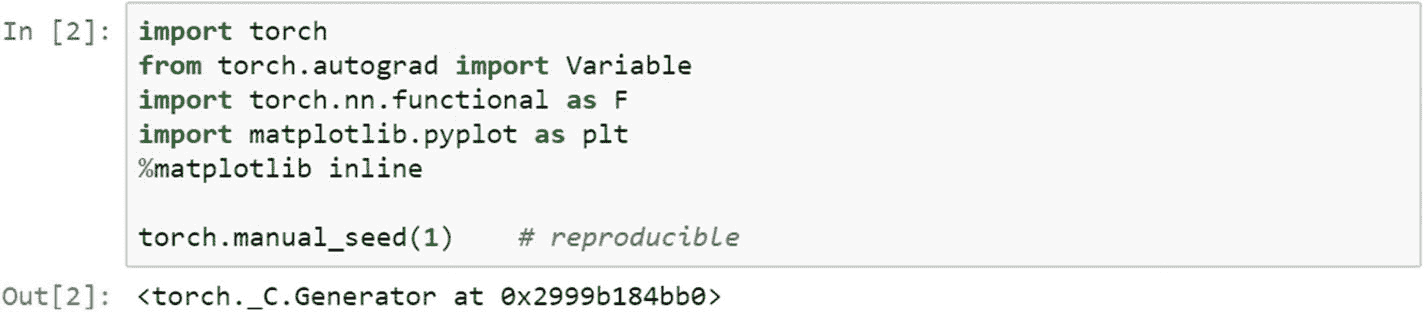 In [2]: import torch
from torch.autograd import Variable
import torch.nn.functional as F
import matplotlib.pyplot as plt
%matplotlib inline
torch.manual_seed(1)    # reproducible
Out[2]: <torch._C.Generator at 0x2999b184bb0>